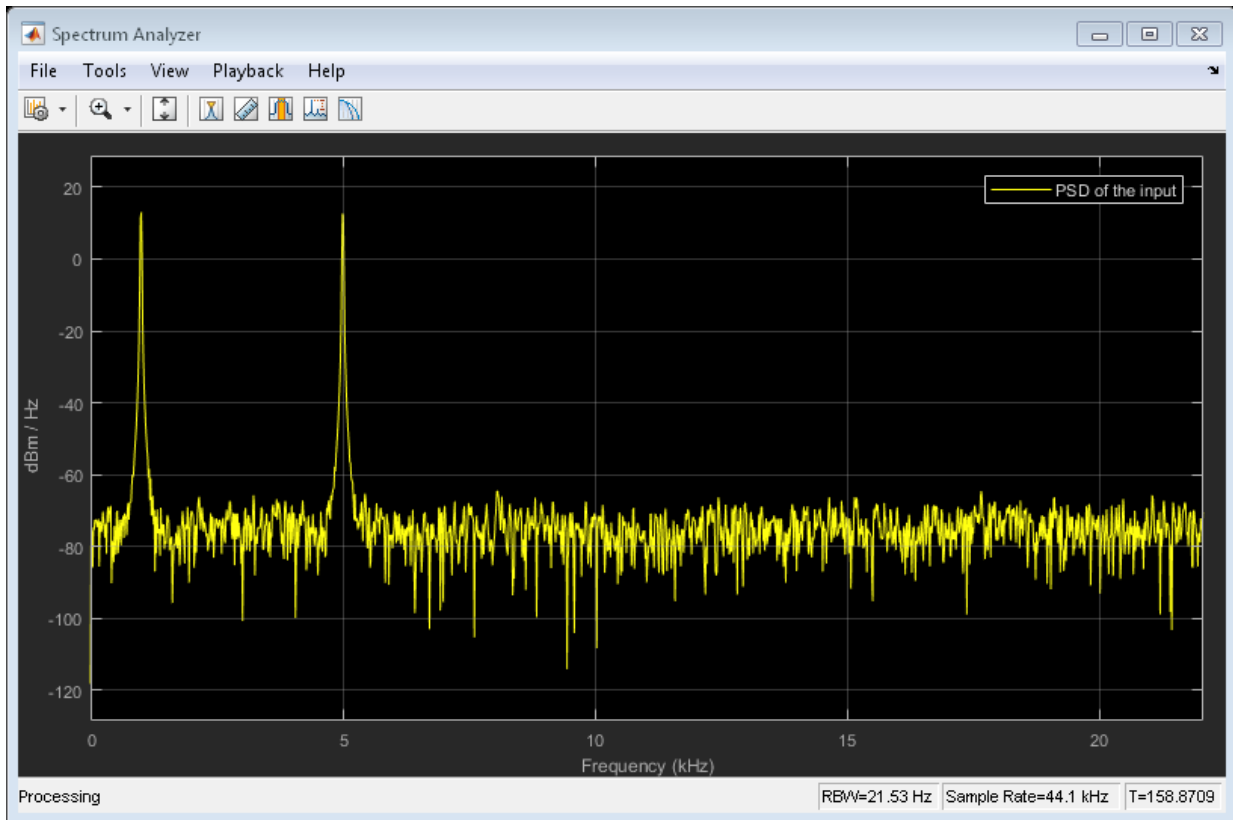 Spectrum Analyzer
File Tools View Playback Help
PSD of the input
20
0
-20
-40
-60
-80
-100
-120
dBm / Hz
0 5 10 15 20
Frequency (kHz)
Processing RBW=21.53 Hz Sample Rate=44.1 kHz T=158.8709